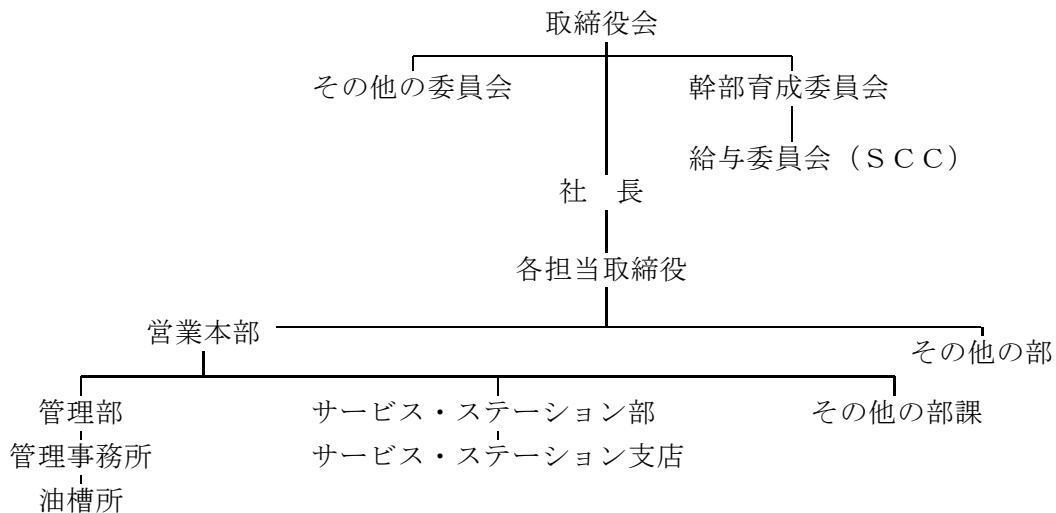 取締役会
その他の委員会　幹部育成委員会
給与委員会（ＳＣＣ）
社　長
各担当取締役
営業本部
その他の部
管理部　サービス・ステーション部　その他の部課
管理事務所　サービス・ステーション支店
油槽所